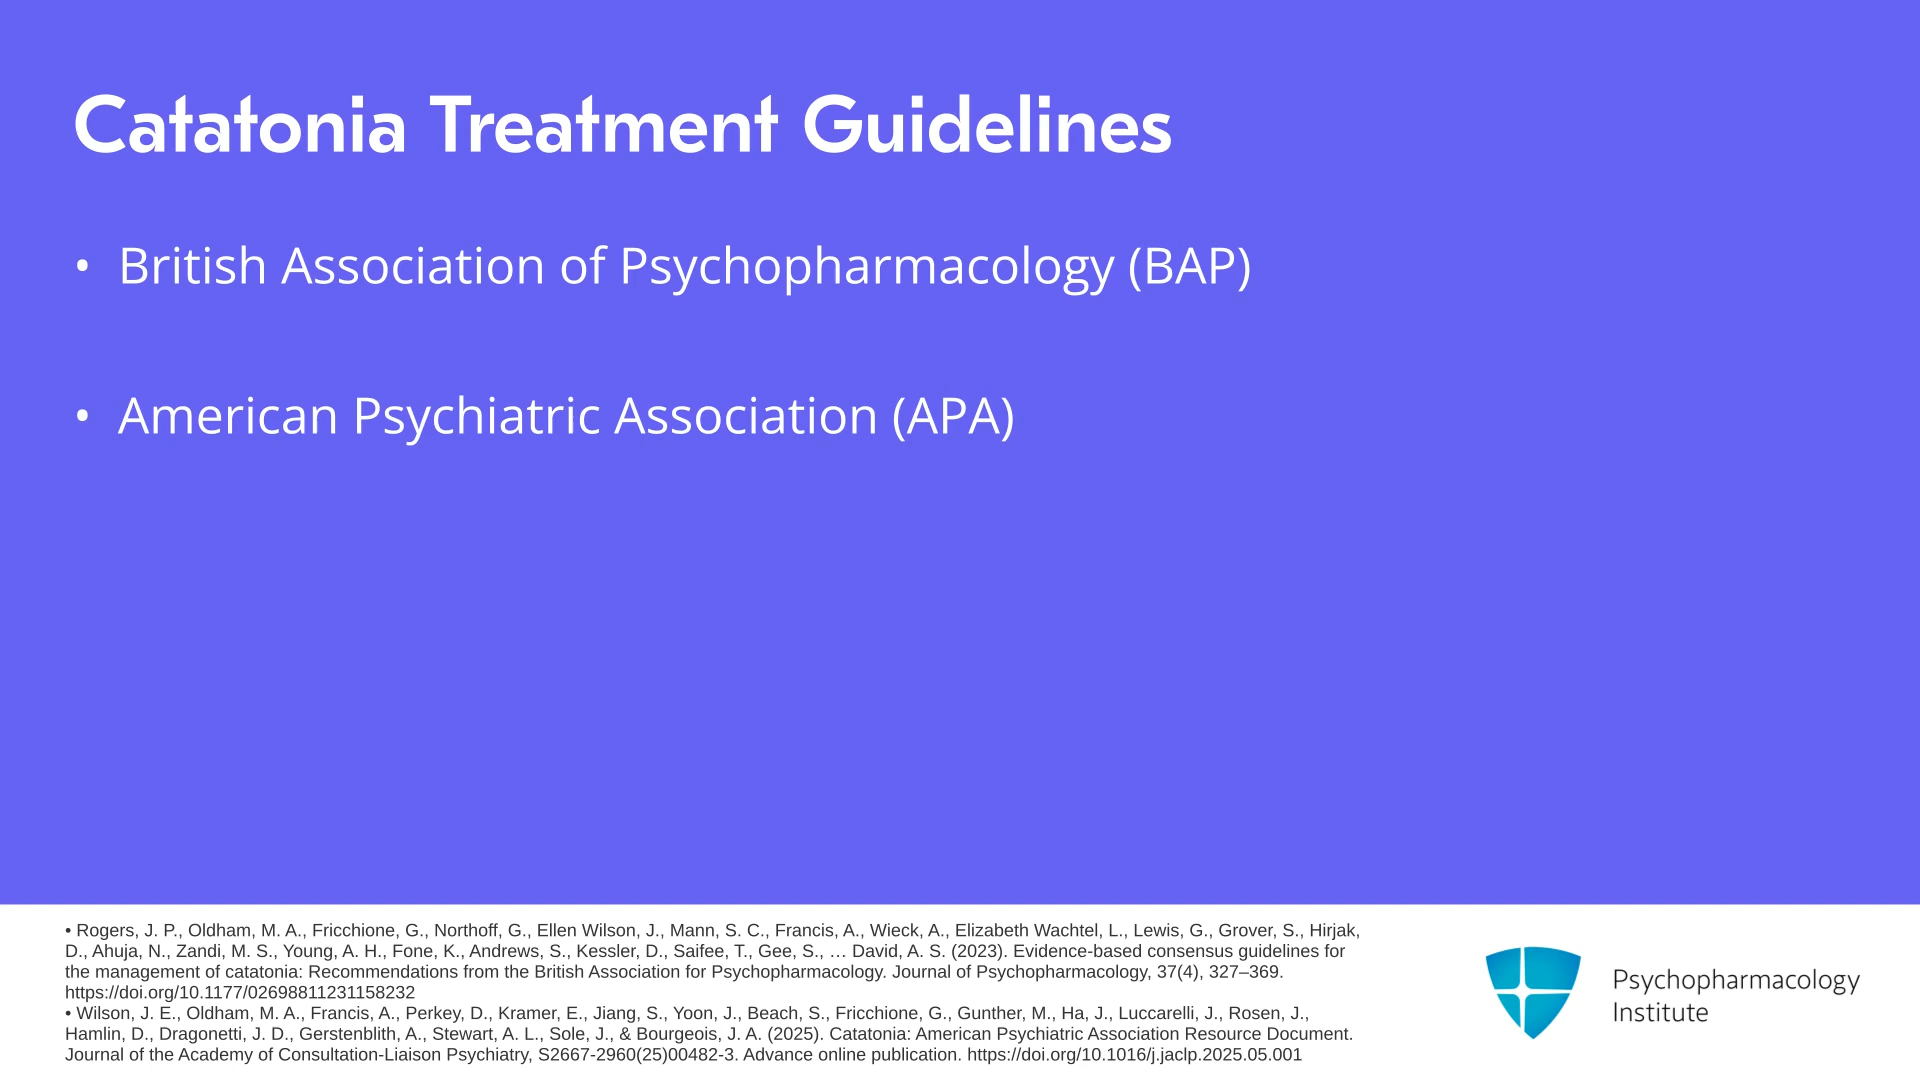 Catatonia Treatment Guidelines
• British Association of Psychopharmacology (BAP)
• American Psychiatric Association (APA)
• Rogers, J. P., Oldham, M. A., Fricchione, G., Northoff, G., Ellen Wilson, J., Mann, S. C., Francis, A., Wieck, A., Elizabeth Wachtel, L., Lewis, G., Grover, S., Hirjak,
D., Ahuja, N., Zandi, M. S., Young, A. H., Fone, K., Andrews, S., Kessler, D., Saifee, T., Gee, S., … David, A. S. (2023). Evidence-based consensus guidelines for
the management of catatonia: Recommendations from the British Association for Psychopharmacology. Journal of Psychopharmacology, 37(4), 327–369.
https://doi.org/10.1177/02698811231158232
• Wilson, J. E., Oldham, M. A., Francis, A., Perkey, D., Kramer, E., Jiang, S., Yoon, J., Beach, S., Fricchione, G., Gunther, M., Ha, J., Luccarelli, J., Rosen, J.,
Hamlin, D., Dragonetti, J. D., Gerstenblith, A., Stewart, A. L., Sole, J., & Bourgeois, J. A. (2025). Catatonia: American Psychiatric Association Resource Document.
Journal of the Academy of Consultation-Liaison Psychiatry, S2667-2960(25)00482-3. Advance online publication. https://doi.org/10.1016/j.jaclp.2025.05.001
Psychopharmacology
Institute